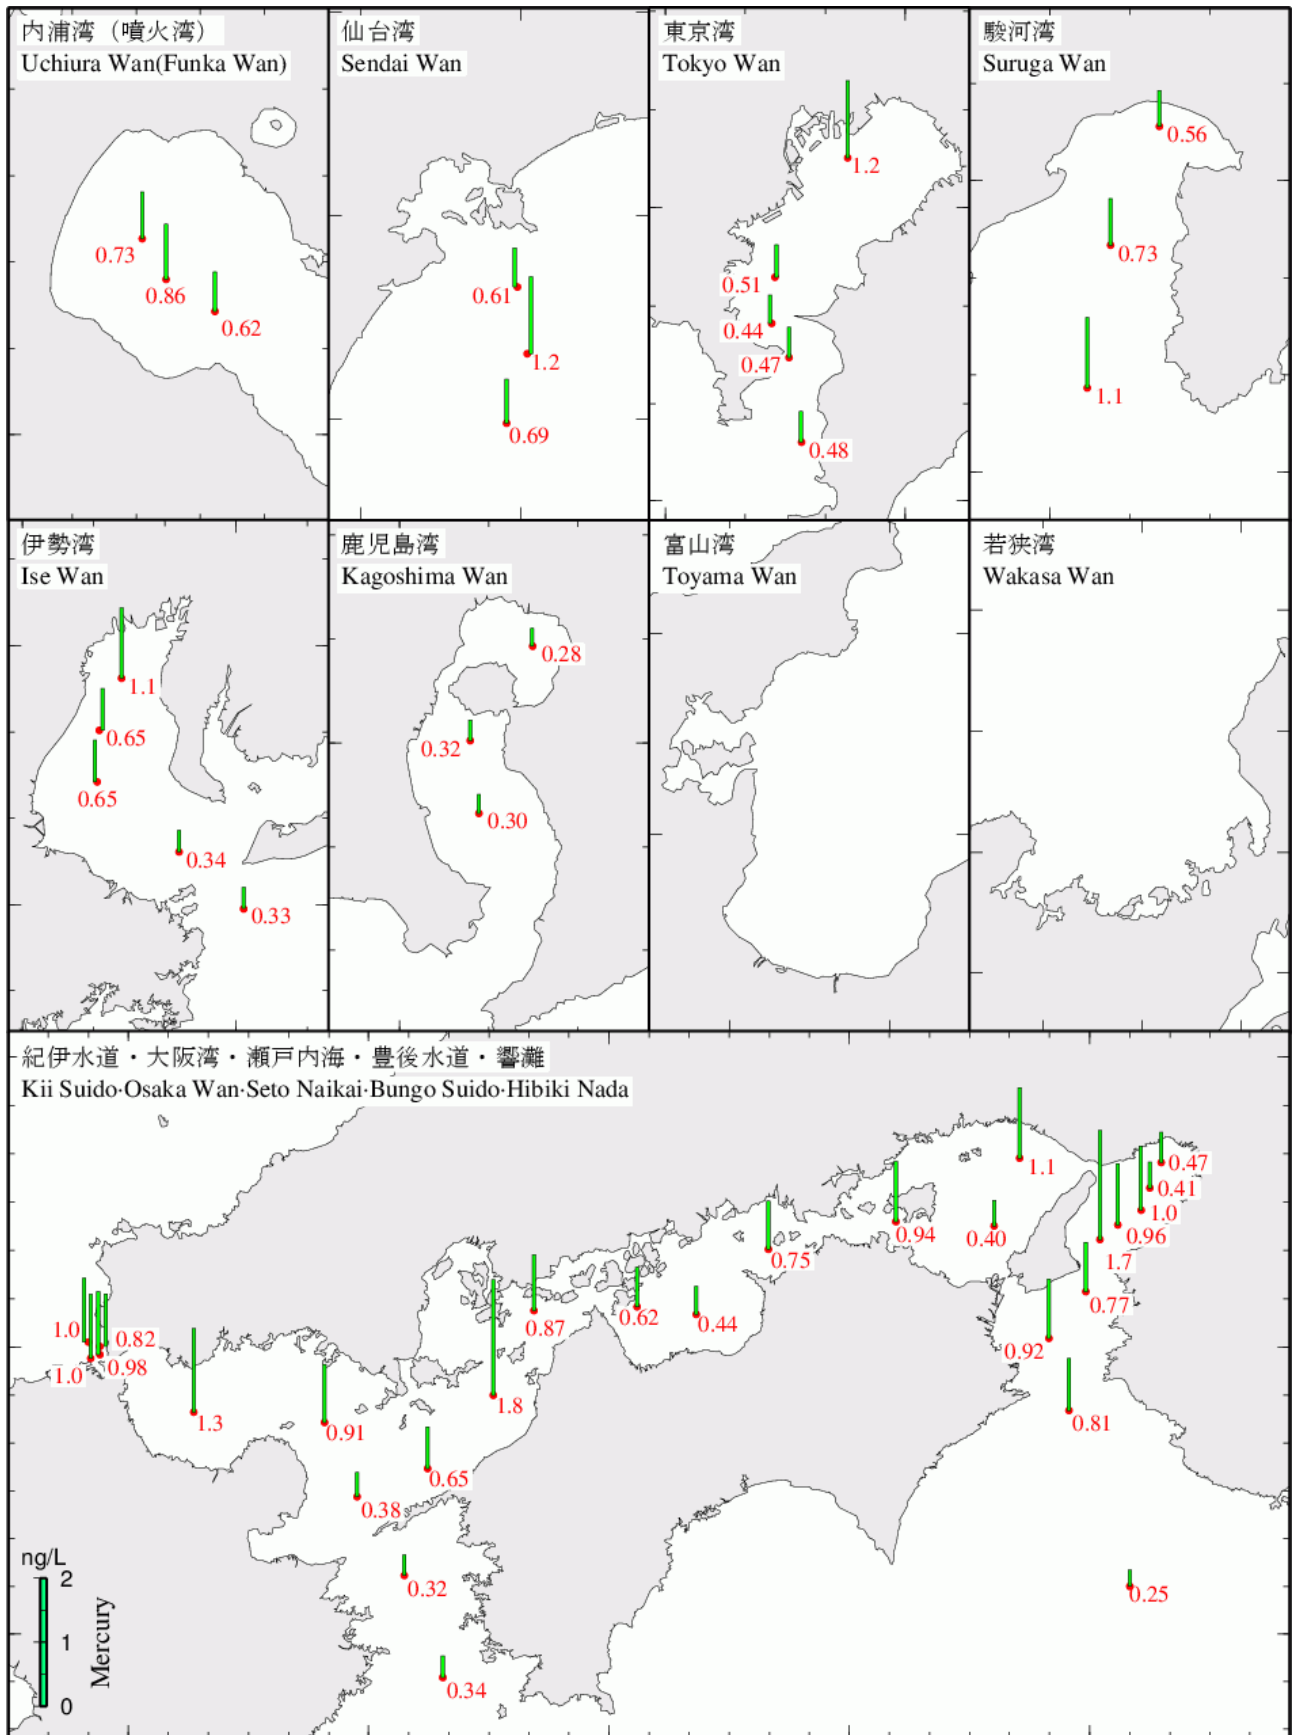 内浦湾（噴火湾）
Uchiura Wan(Funka Wan)
0.73
0.86
0.62
仙台湾
Sendai Wan
0.61
1.2
0.69
東京湾
Tokyo Wan
1.2
0.51
0.44
0.47
0.48
駿河湾
Suruga Wan
0.56
0.73
1.1
伊勢湾
Ise Wan
1.1
0.65
0.65
0.34
0.33
鹿児島湾
Kagoshima Wan
0.28
0.32
0.30
富山湾
Toyama Wan
若狭湾
Wakasa Wan
紀伊水道・大阪湾・瀬戸内海・豊後水道・響灘
Kii Suido·Osaka Wan·Seto Naikai·Bungo Suido·Hibiki Nada
1.1
0.47
0.41
1.0
0.96
0.94
0.40
0.75
1.7
0.77
0.62
0.44
0.87
1.0
0.82
0.98
1.0
0.92
1.8
1.3
0.91
0.81
0.65
0.38
0.32
0.25
0.34
ng/L
2
1
0
Mercury